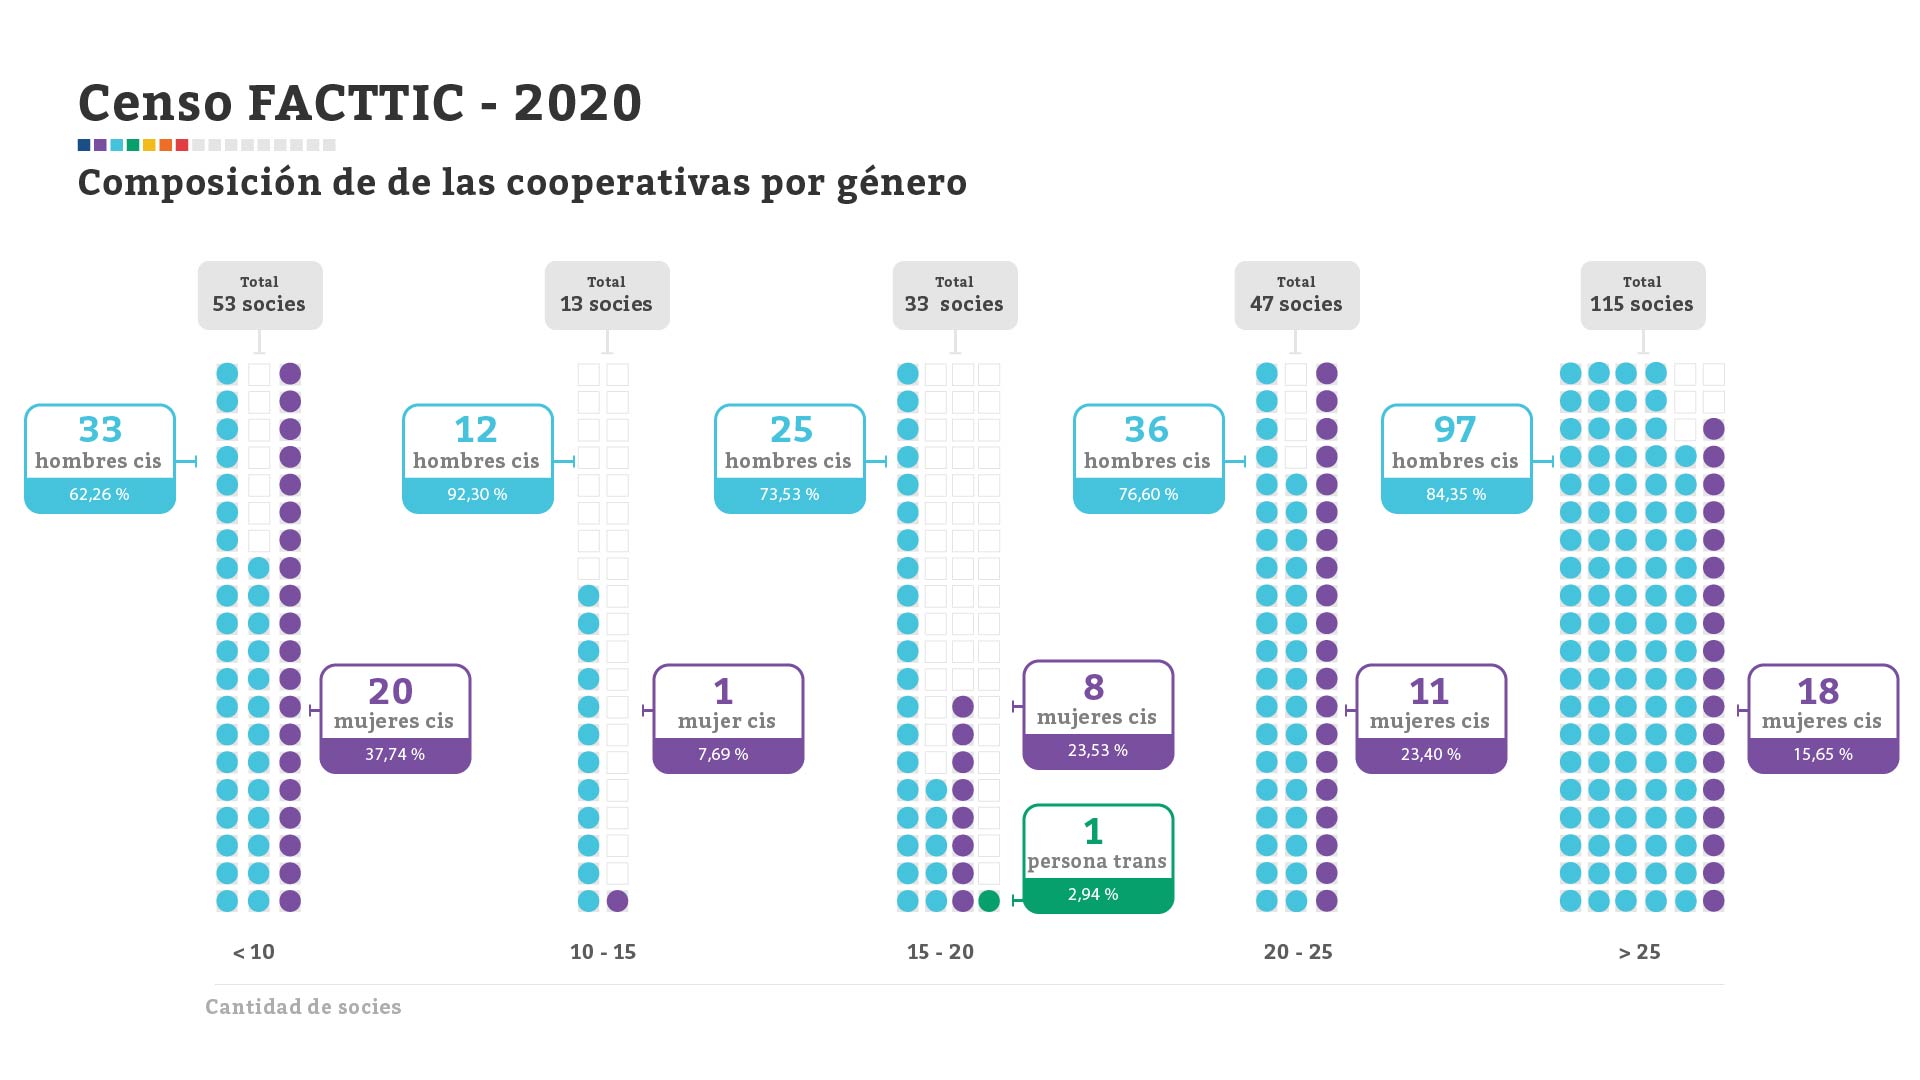 Censo FACTTIC - 2020
Composición de de las cooperativas por género
Total
53 socies
33
hombres cis
62,26 %
20
mujeres cis
37,74 %
< 10
Total
13 socies
12
hombres cis
92,30 %
1
mujer cis
7,69 %
10 - 15
Total
33 socies
25
hombres cis
73,53 %
8
mujeres cis
23,53 %
1
persona trans
2,94 %
15 - 20
Total
47 socies
36
hombres cis
76,60 %
11
mujeres cis
23,40 %
20 - 25
Total
115 socies
97
hombres cis
84,35 %
18
mujeres cis
15,65 %
> 25
Cantidad de socies